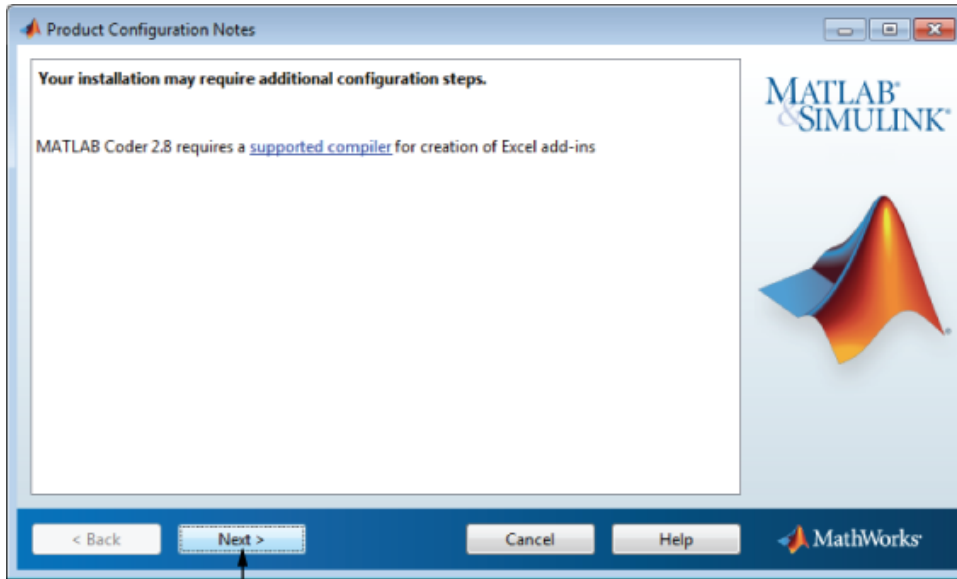 Product Configuration Notes
Your installation may require additional configuration steps.
MATLAB Coder 2.8 requires a supported compiler for creation of Excel add-ins
MATLAB®
&SIMULINK®
®
< Back
Next >
Cancel
Help
MathWorks®